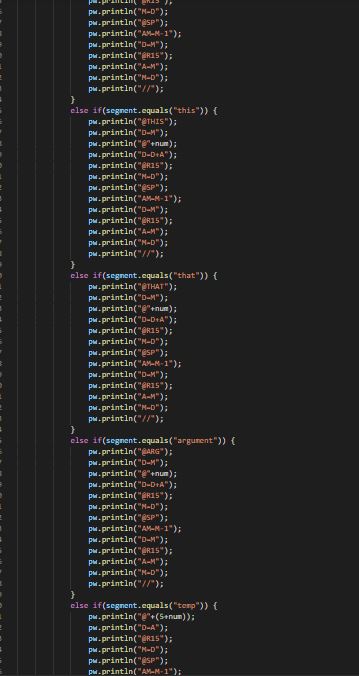 pw.println("@R15");
pw.println("M=D");
pw.println("@SP");
pw.println("AM=M-1");
pw.println("D=M");
pw.println("@R15");
pw.println("A=M");
pw.println("M=D");
pw.println("//");
}
else if(segment.equals("this")) {
pw.println("@THIS");
pw.println("D=M");
pw.println("@"+num);
pw.println("D=D+A");
pw.println("@R15");
pw.println("M=D");
pw.println("@SP");
pw.println("AM=M-1");
pw.println("D=M");
pw.println("@R15");
pw.println("A=M");
pw.println("M=D");
pw.println("//");
}
else if(segment.equals("that")) {
pw.println("@THAT");
pw.println("D=M");
pw.println("@"+num);
pw.println("D=D+A");
pw.println("@R15");
pw.println("M=D");
pw.println("@SP");
pw.println("AM=M-1");
pw.println("D=M");
pw.println("@R15");
pw.println("A=M");
pw.println("M=D");
pw.println("//");
}
else if(segment.equals("argument")) {
pw.println("@ARG");
pw.println("D=M");
pw.println("@"+num);
pw.println("D=D+A");
pw.println("@R15");
pw.println("M=D");
pw.println("@SP");
pw.println("AM=M-1");
pw.println("D=M");
pw.println("@R15");
pw.println("A=M");
pw.println("M=D");
pw.println("//");
}
else if(segment.equals("temp")) {
pw.println("@"+(5+num));
pw.println("D=A");
pw.println("@R15");
pw.println("M=D");
pw.println("@SP");
pw.println("AM=M-1");